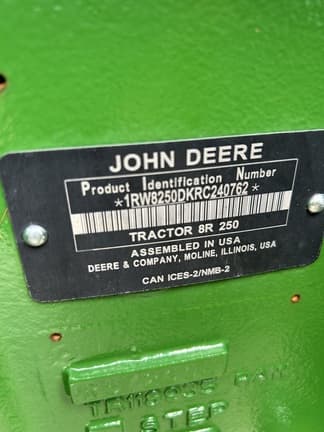 JOHN DEERE
Product Identification Number
*1RW8250DKRC240762*
TRACTOR 8R 250
ASSEMBLED IN USA
DEERE & COMPANY, MOLINE, ILLINOIS, USA
CAN ICES-2/NMB-2
STEP